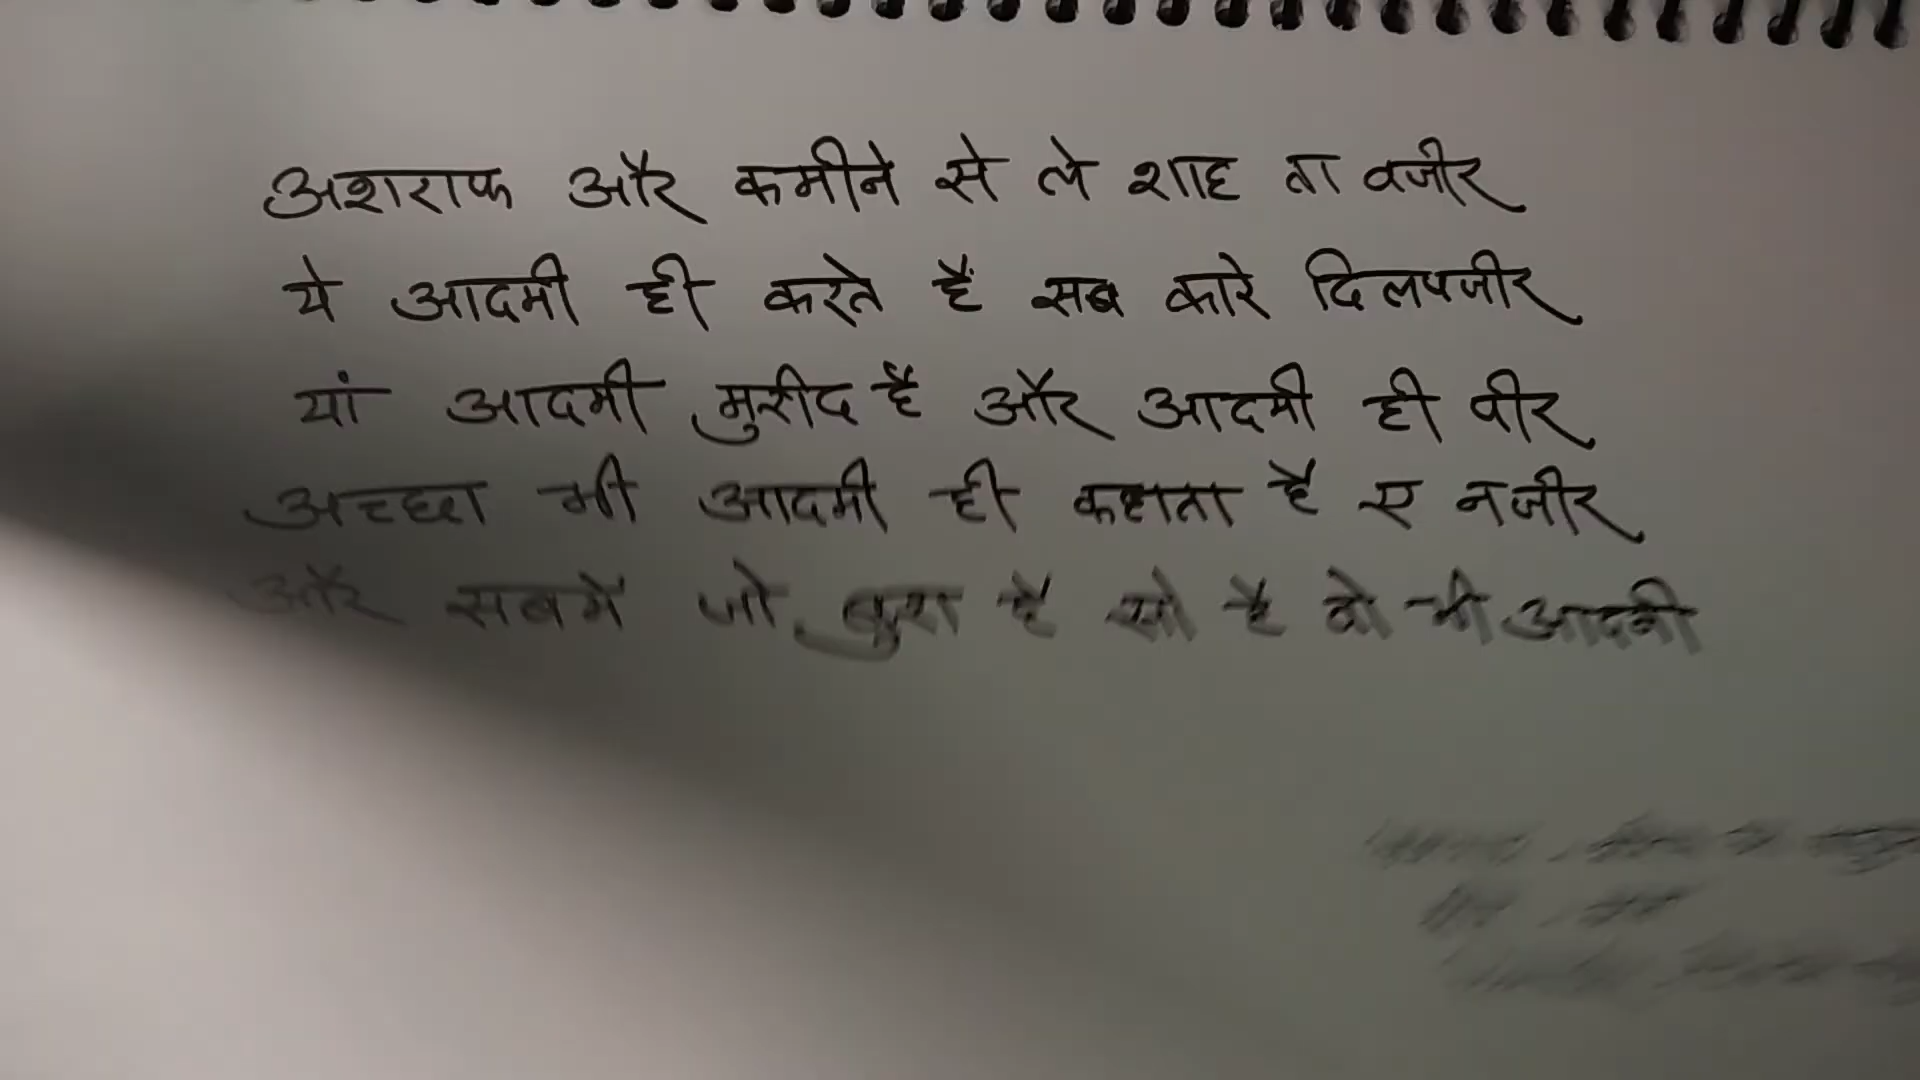 अशराफ और कमीने से ले शाह ता वजीर
ये आदमी ही करते हैं सब कारे दिलपजीर
यां आदमी मुरीद है और आदमी ही पीर
अच्छा भी आदमी ही कहाता है ए नजीर
और सबमें जो बुरा है सो है वो भी आदमी